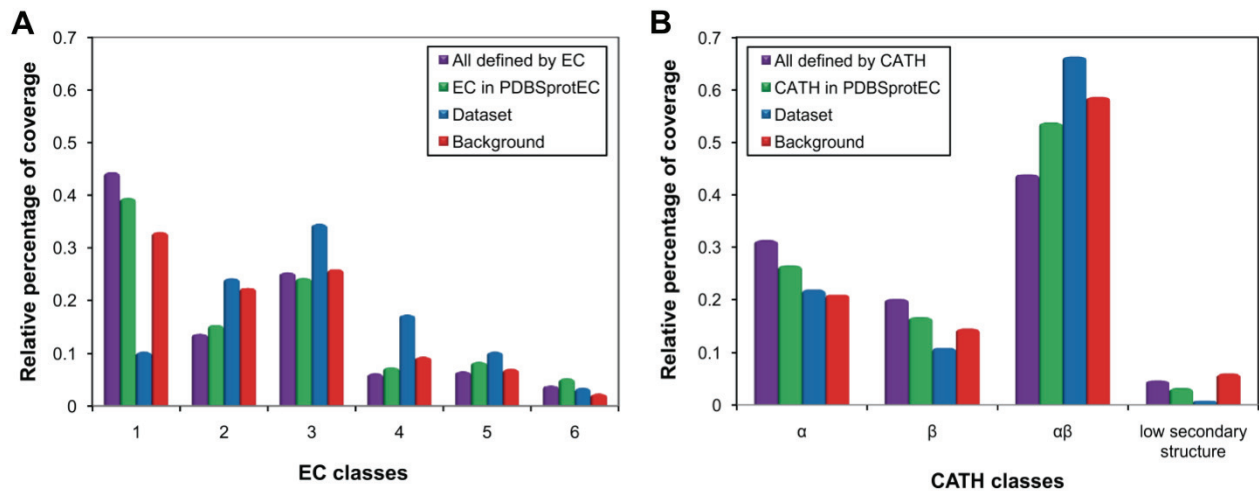 A
Relative percentage of coverage
0.7
0.6
0.5
0.4
0.3
0.2
0.1
0
All defined by EC
EC in PDBSprotEC
Dataset
Background
1 2 3 4 5 6
EC classes
B
Relative percentage of coverage
0.7
0.6
0.5
0.4
0.3
0.2
0.1
0
All defined by CATH
CATH in PDBSprotEC
Dataset
Background
α β αβ low secondary
structure
CATH classes